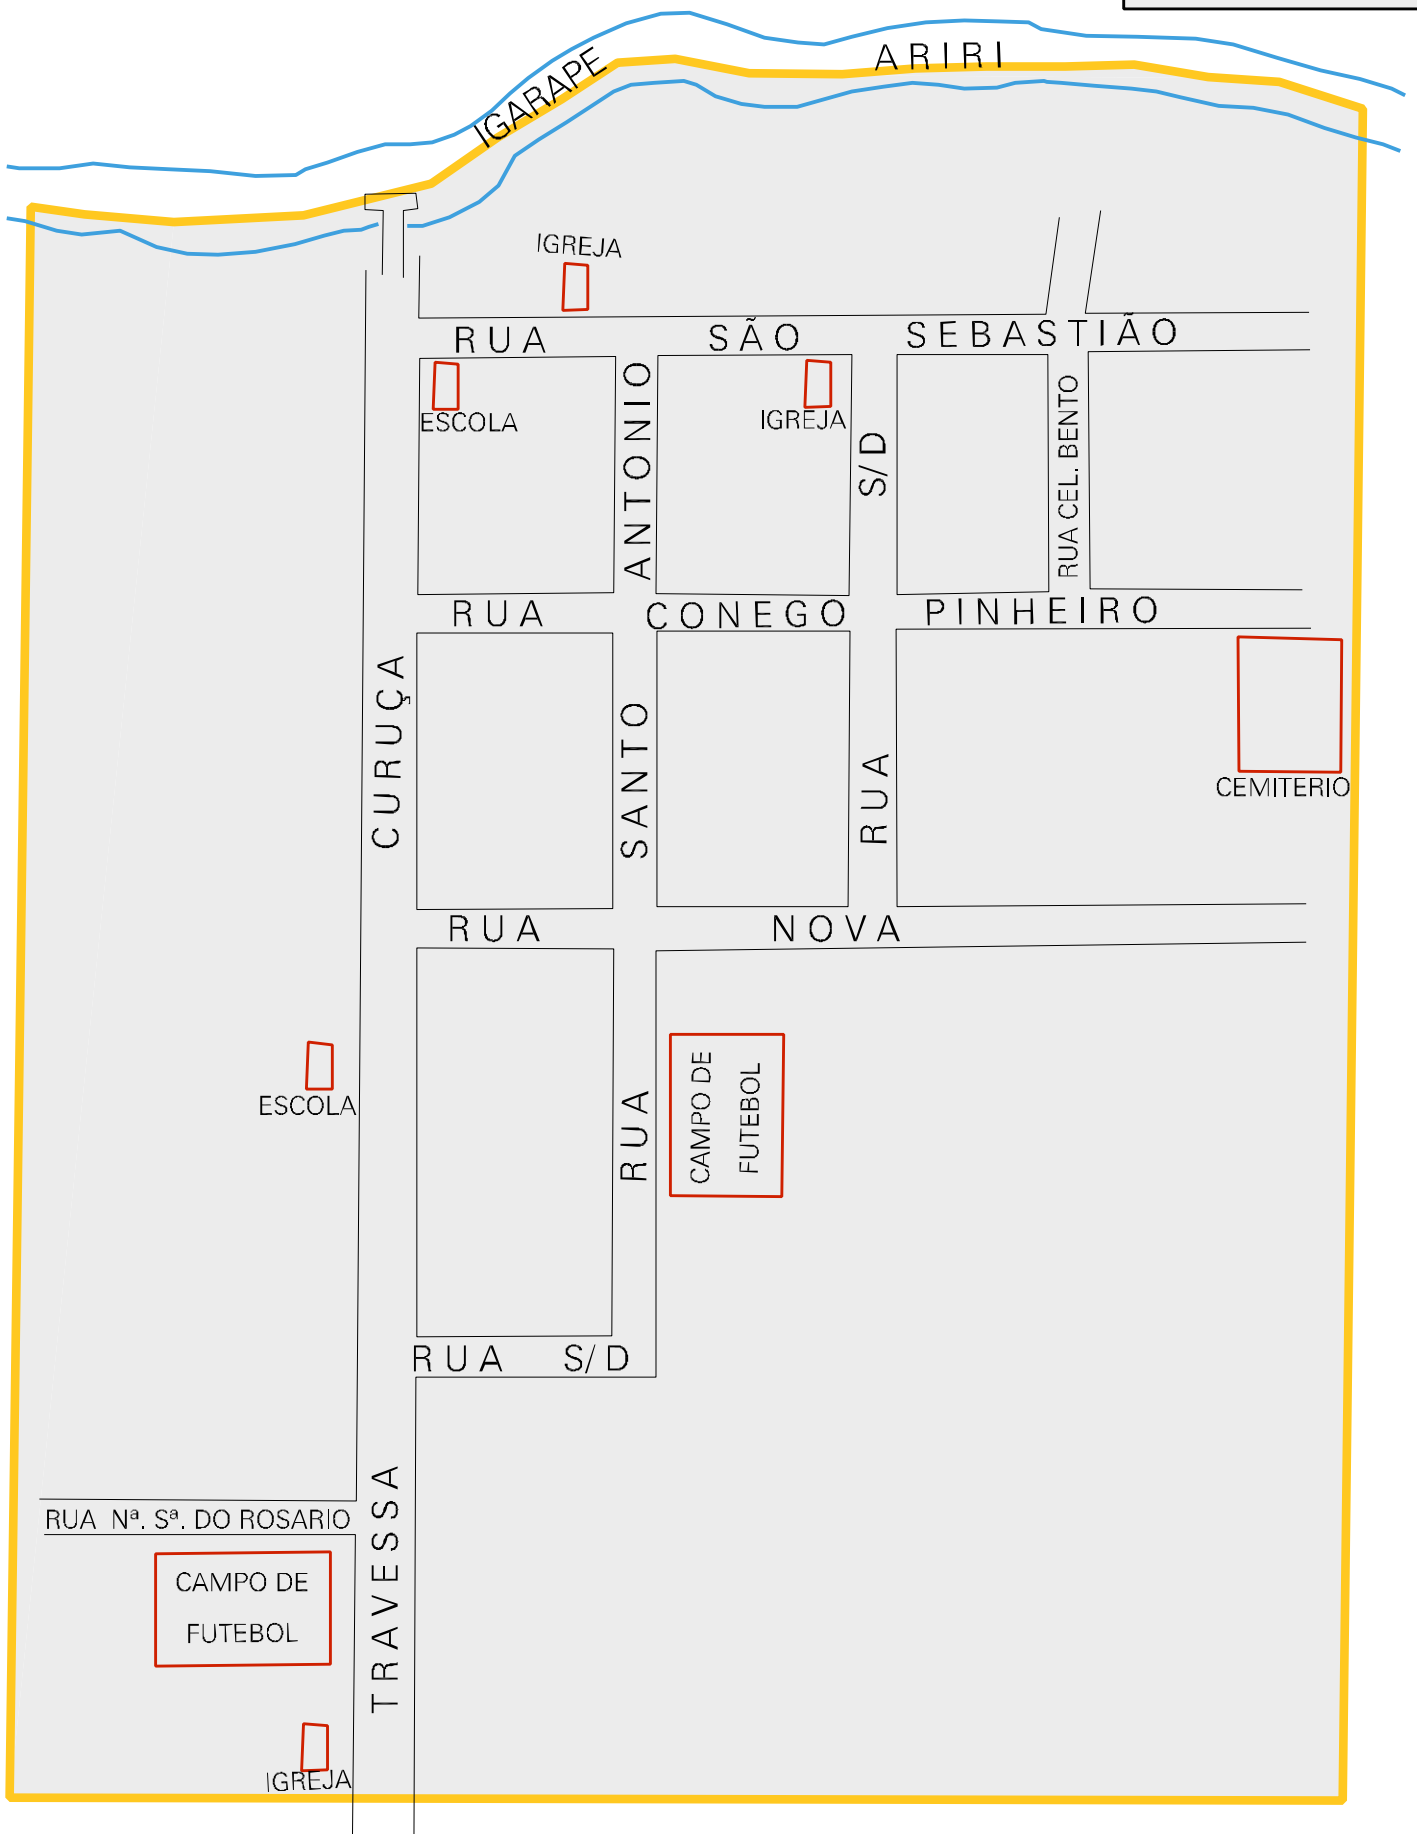 IGARAPE ARIRI
IGREJA
RUA SÃO SEBASTIÃO
ESCOLA
IGREJA
RUA SANTO ANTONIO
RUA S/D
RUA CEL. BENTO
RUA CONEGO PINHEIRO
TRAVESSA CURUÇA
CEMITERIO
RUA NOVA
ESCOLA
CAMPO DE
FUTEBOL
RUA S/D
RUA Nª. Sª. DO ROSARIO
CAMPO DE
FUTEBOL
IGREJA